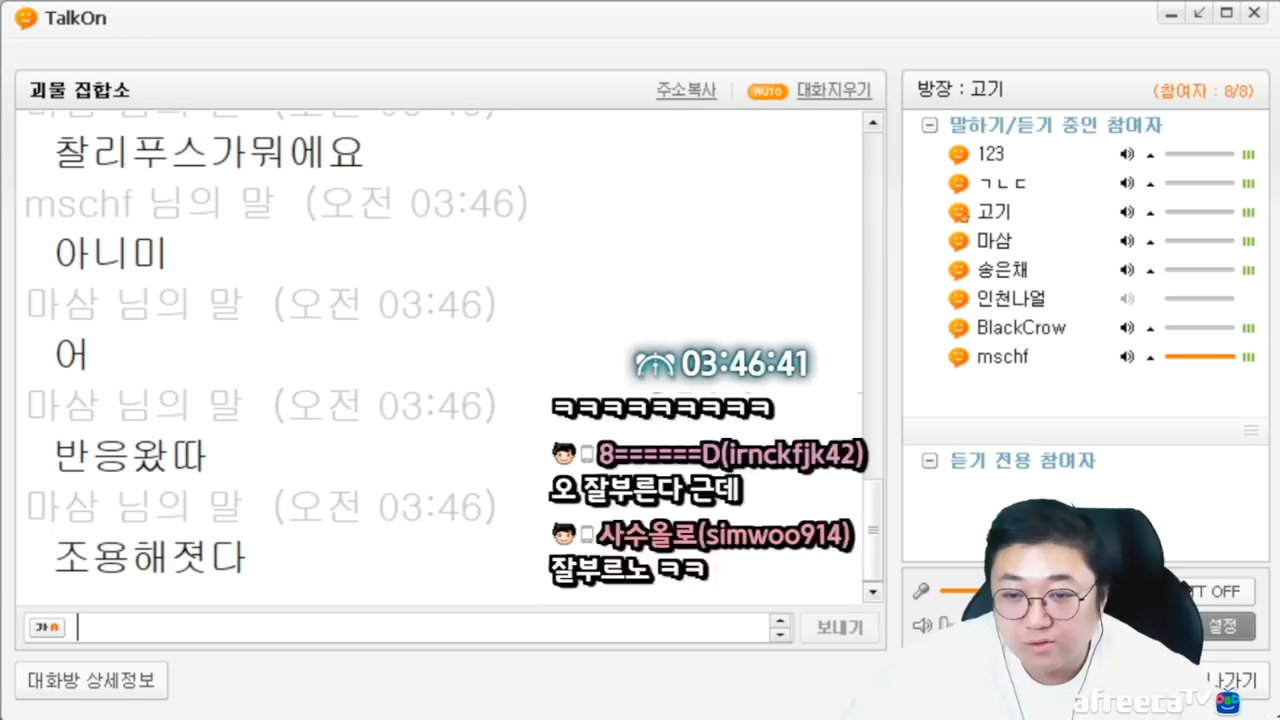 TalkOn
괴물 집합소
주소복사
AUTO
대화지우기
찰리푸스가뭐에요
mschf 님의 말 (오전 03:46)
아니미
마삼 님의 말 (오전 03:46)
어
마삼 님의 말 (오전 03:46)
반응왔따
마삼 님의 말 (오전 03:46)
조용해졋다
가A
보내기
대화방 상세정보
03:46:41
ㅋㅋㅋㅋㅋㅋㅋㅋㅋ
8======D(irnckfjk42)
오 잘부른다 근데
사수올로(simwoo914)
잘부르노 ㅋㅋ
방장 : 고기
(참여자 : 8/8)
말하기/듣기 중인 참여자
123
ㄱㄴㄷ
고기
마삼
송은채
인천나얼
BlackCrow
mschf
듣기 전용 참여자
OFF
설정
나가기
afreecaTV